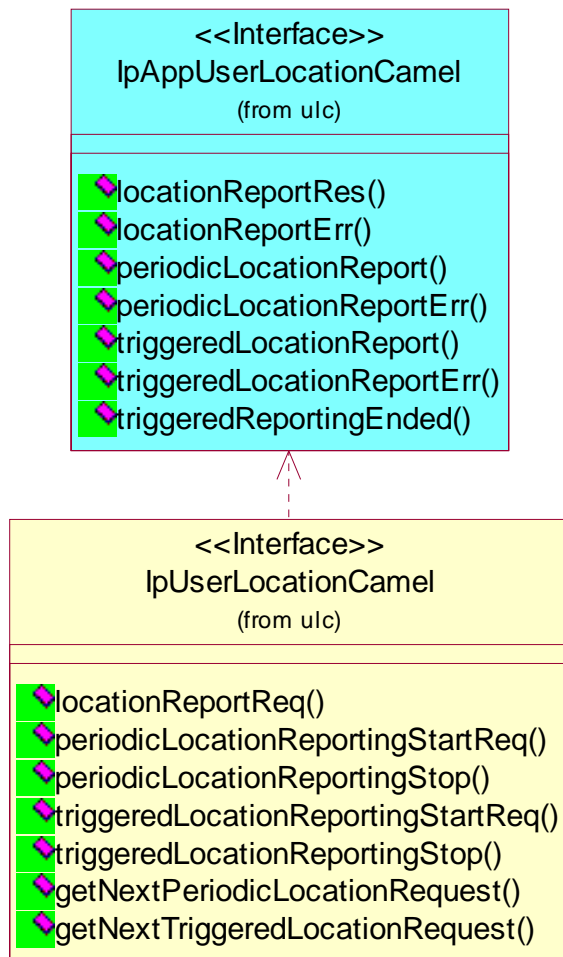 <<Interface>>
IpAppUserLocationCamel
(from ulc)
locationReportRes()
locationReportErr()
periodicLocationReport()
periodicLocationReportErr()
triggeredLocationReport()
triggeredLocationReportErr()
triggeredReportingEnded()
<<Interface>>
IpUserLocationCamel
(from ulc)
locationReportReq()
periodicLocationReportingStartReq()
periodicLocationReportingStop()
triggeredLocationReportingStartReq()
triggeredLocationReportingStop()
getNextPeriodicLocationRequest()
getNextTriggeredLocationRequest()